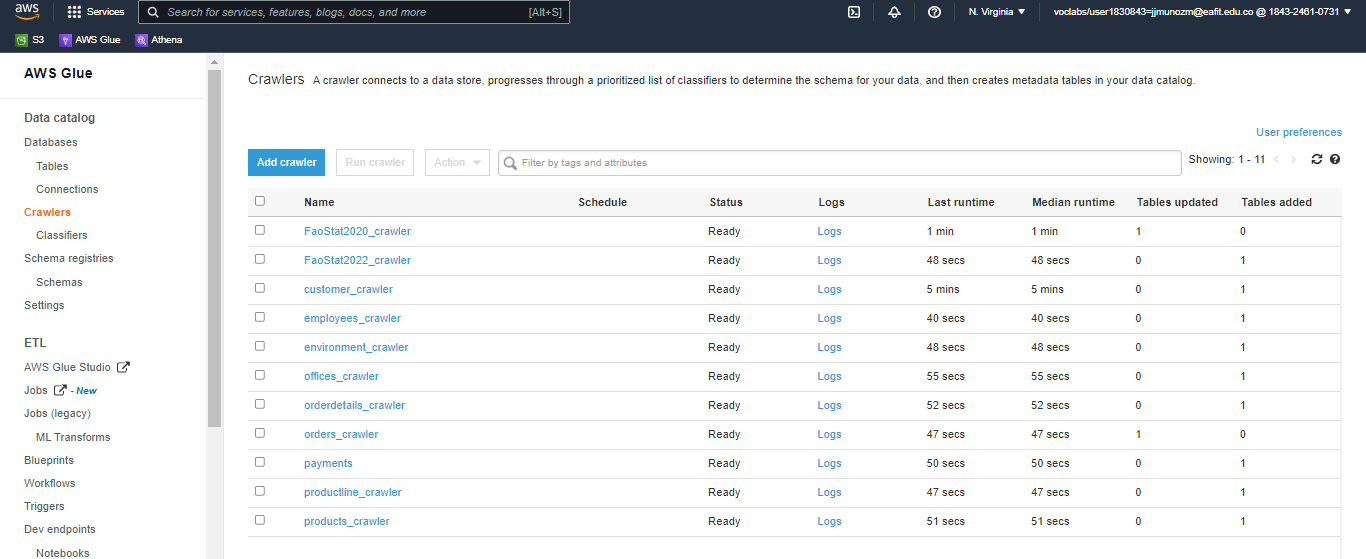 aws Services Search for services, features, blogs, docs, and more [Alt+S] N. Virginia voclabs/user1830843=jjmunozm@eafit.edu.co @ 1843-2461-0731
S3 AWS Glue Athena
AWS Glue
Data catalog
Databases
Tables
Connections
Crawlers
Classifiers
Schema registries
Schemas
Settings
ETL
AWS Glue Studio
Jobs - New
Jobs (legacy)
ML Transforms
Blueprints
Workflows
Triggers
Dev endpoints
Notebooks
Crawlers A crawler connects to a data store, progresses through a prioritized list of classifiers to determine the schema for your data, and then creates metadata tables in your data catalog.
User preferences
Add crawler Run crawler Action Filter by tags and attributes Showing: 1 - 11
Name Schedule Status Logs Last runtime Median runtime Tables updated Tables added
FaoStat2020_crawler Ready Logs 1 min 1 min 1 0
FaoStat2022_crawler Ready Logs 48 secs 48 secs 0 1
customer_crawler Ready Logs 5 mins 5 mins 0 1
employees_crawler Ready Logs 40 secs 40 secs 0 1
environment_crawler Ready Logs 48 secs 48 secs 0 1
offices_crawler Ready Logs 55 secs 55 secs 0 1
orderdetails_crawler Ready Logs 52 secs 52 secs 0 1
orders_crawler Ready Logs 47 secs 47 secs 1 0
payments Ready Logs 50 secs 50 secs 0 1
productline_crawler Ready Logs 47 secs 47 secs 0 1
products_crawler Ready Logs 51 secs 51 secs 0 1